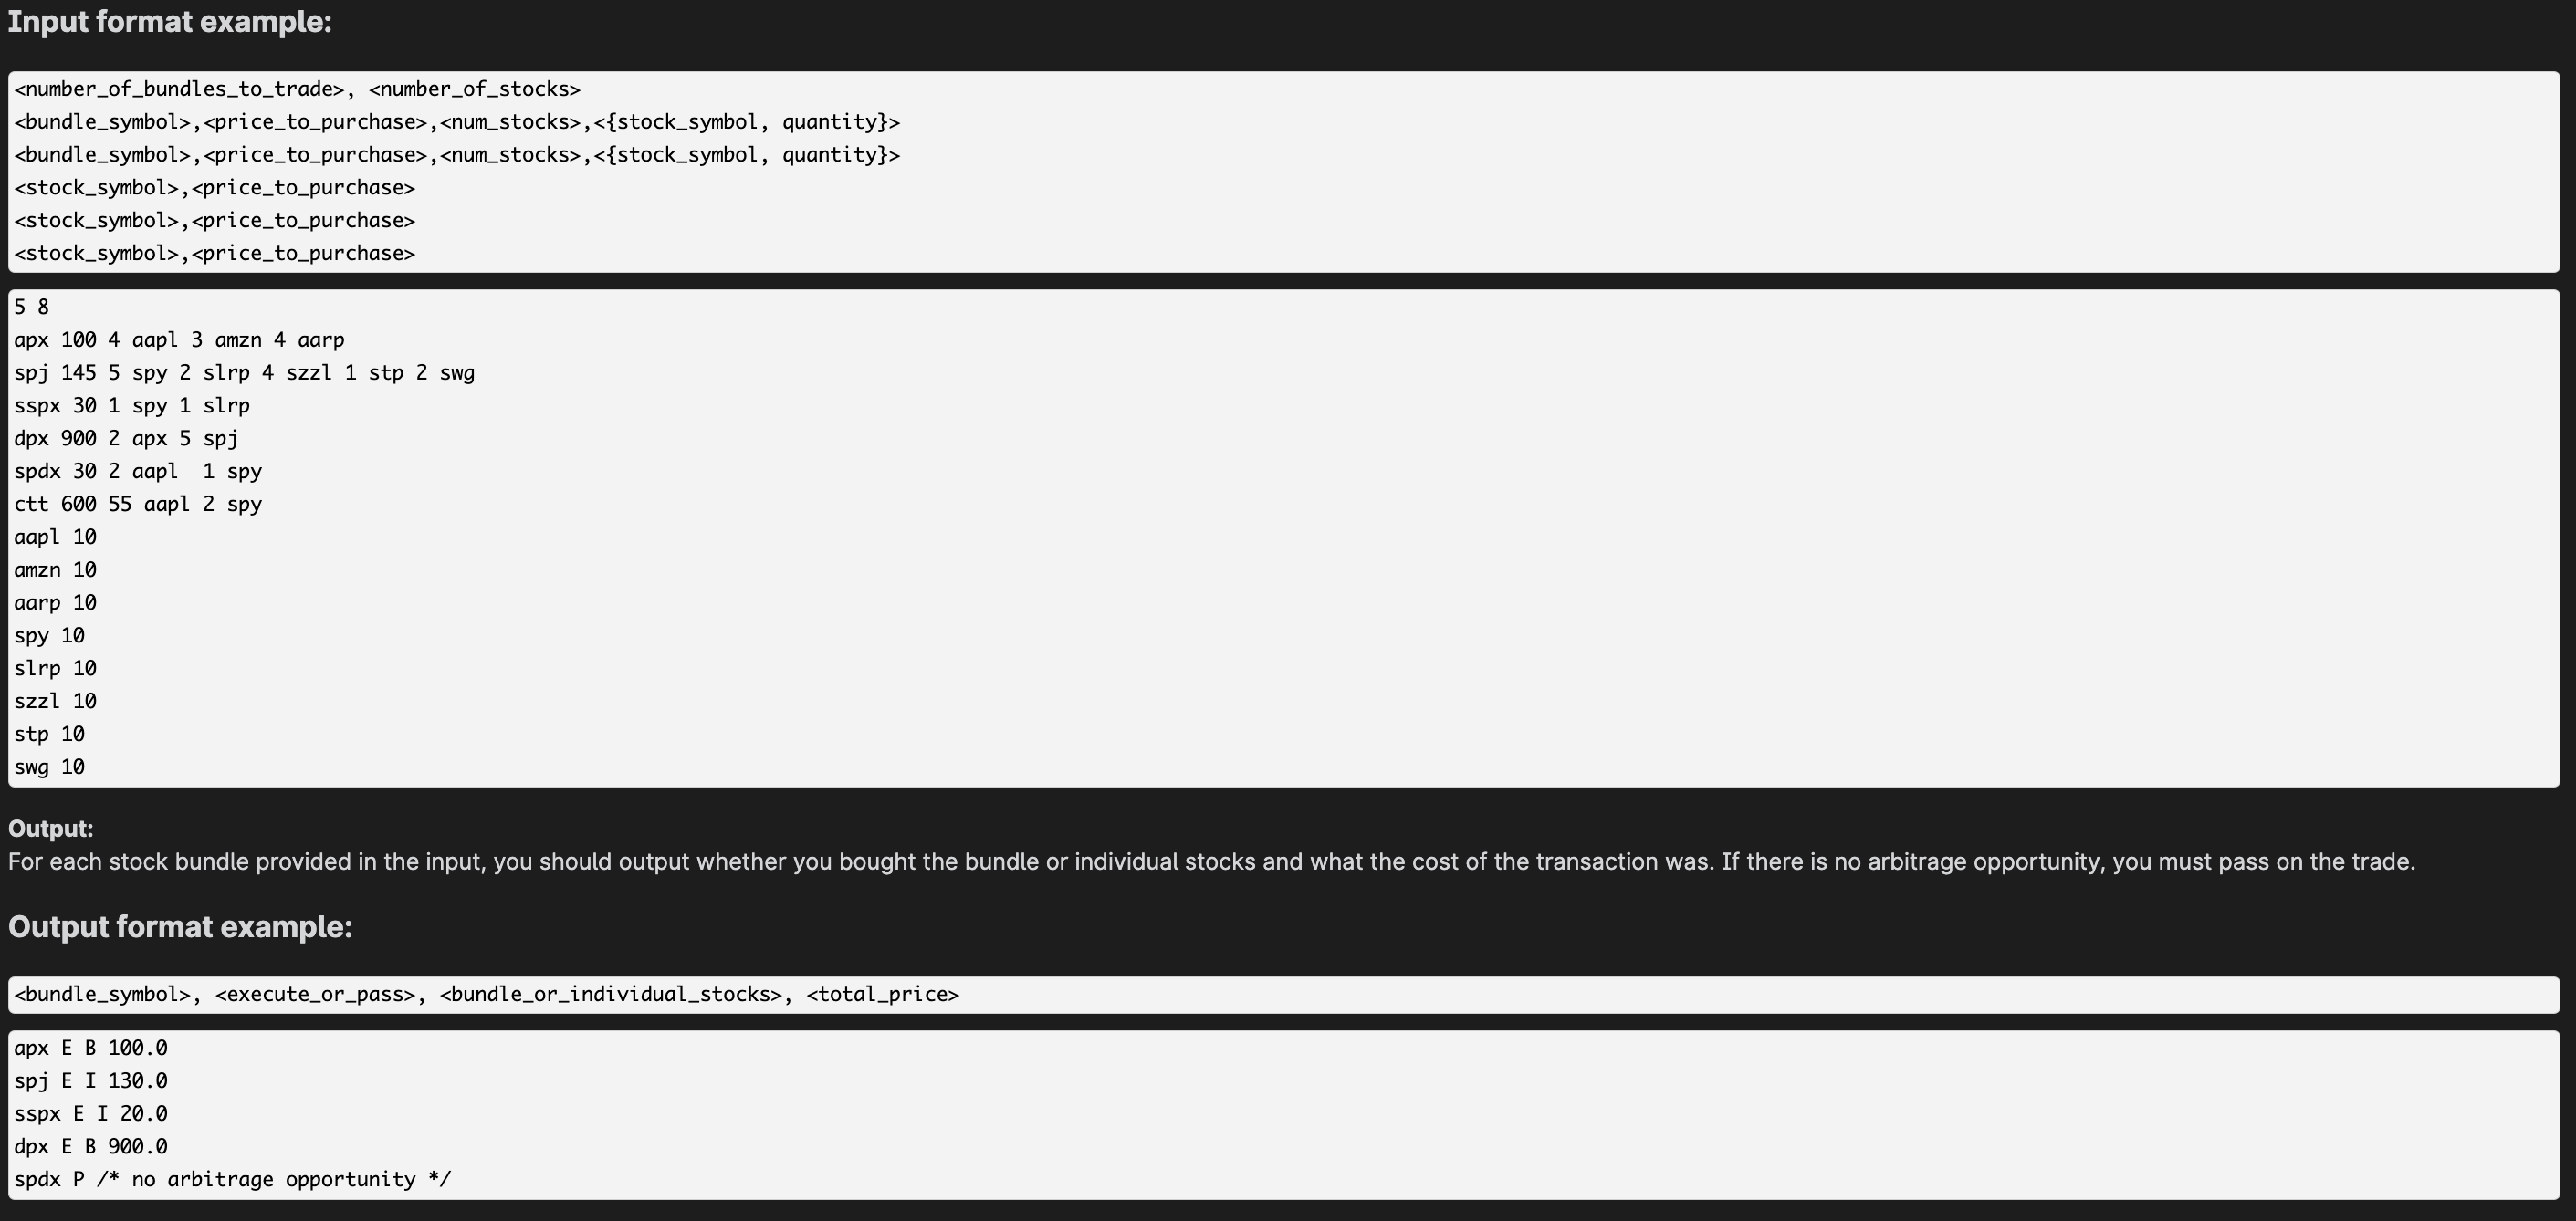 Input format example:
<number_of_bundles_to_trade>, <number_of_stocks>
<bundle_symbol>,<price_to_purchase>,<num_stocks>,<{stock_symbol, quantity}>
<bundle_symbol>,<price_to_purchase>,<num_stocks>,<{stock_symbol, quantity}>
<stock_symbol>,<price_to_purchase>
<stock_symbol>,<price_to_purchase>
<stock_symbol>,<price_to_purchase>
5 8
apx 100 4 aapl 3 amzn 4 aarp
spj 145 5 spy 2 slrp 4 szzl 1 stp 2 swg
sspx 30 1 spy 1 slrp
dpx 900 2 apx 5 spj
spdx 30 2 aapl  1 spy
ctt 600 55 aapl 2 spy
aapl 10
amzn 10
aarp 10
spy 10
slrp 10
szzl 10
stp 10
swg 10
Output:
For each stock bundle provided in the input, you should output whether you bought the bundle or individual stocks and what the cost of the transaction was. If there is no arbitrage opportunity, you must pass on the trade.
Output format example:
<bundle_symbol>, <execute_or_pass>, <bundle_or_individual_stocks>, <total_price>
apx E B 100.0
spj E I 130.0
sspx E I 20.0
dpx E B 900.0
spdx P /* no arbitrage opportunity */